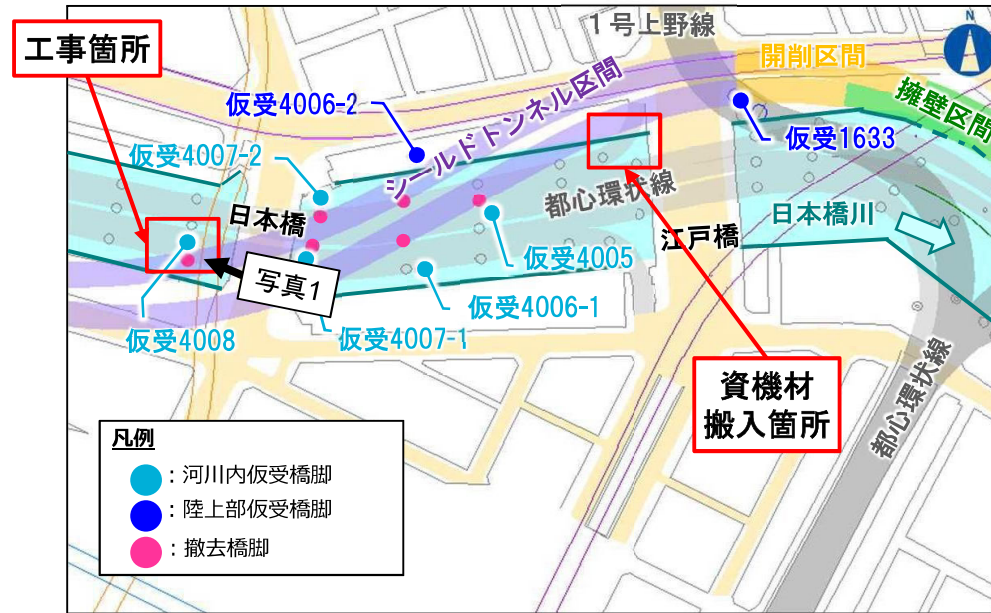 1号上野線
N
工事箇所
開削区間
擁壁区間
仮受4006-2
シールドトンネル区間
仮受1633
仮受4007-2
都心環状線
日本橋
日本橋川
江戸橋
仮受4005
写真1
仮受4006-1
仮受4008
仮受4007-1
資機材
搬入箇所
都心環状線
凡例
：河川内仮受橋脚
：陸上部仮受橋脚
：撤去橋脚